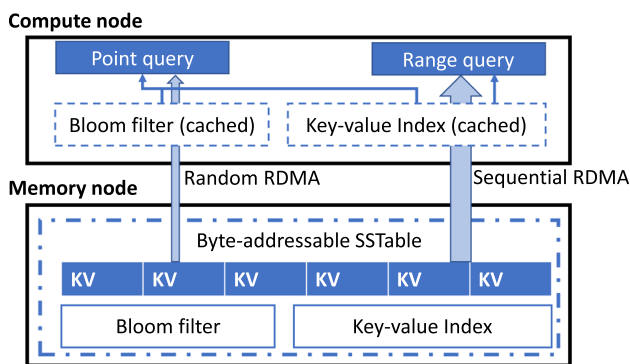 Compute node
Point query
Range query
Bloom filter (cached)
Key-value Index (cached)
Random RDMA
Sequential RDMA
Memory node
Byte-addressable SSTable
KV KV KV KV KV KV
Bloom filter
Key-value Index